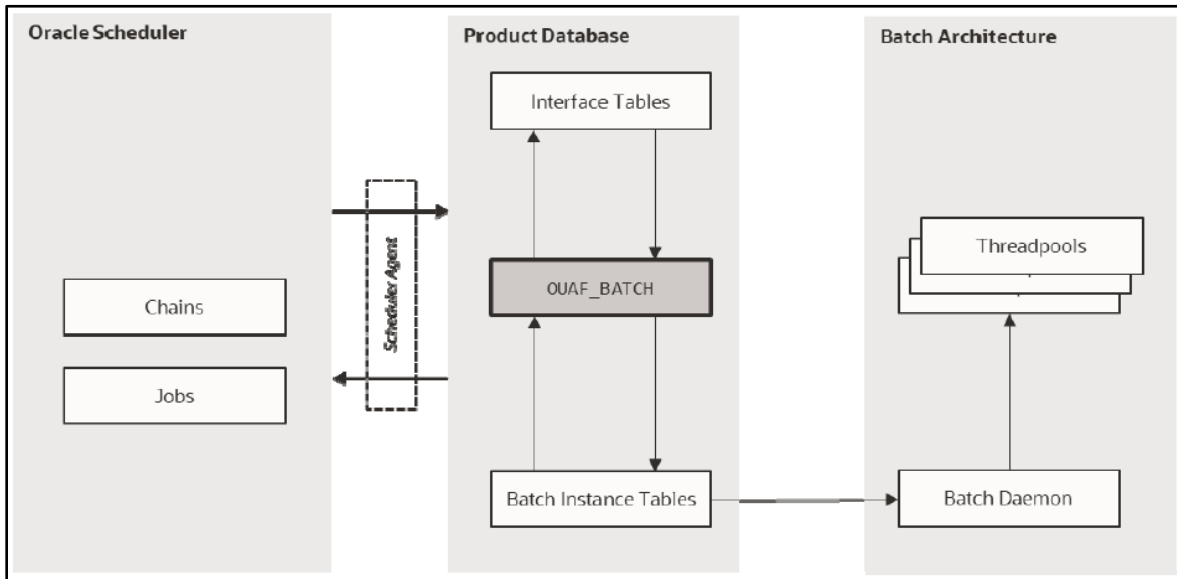 Oracle Scheduler
Product Database
Batch Architecture
Interface Tables
Scheduler Agent
Threadpools
OUAF_BATCH
Chains
Jobs
Batch Instance Tables
Batch Daemon